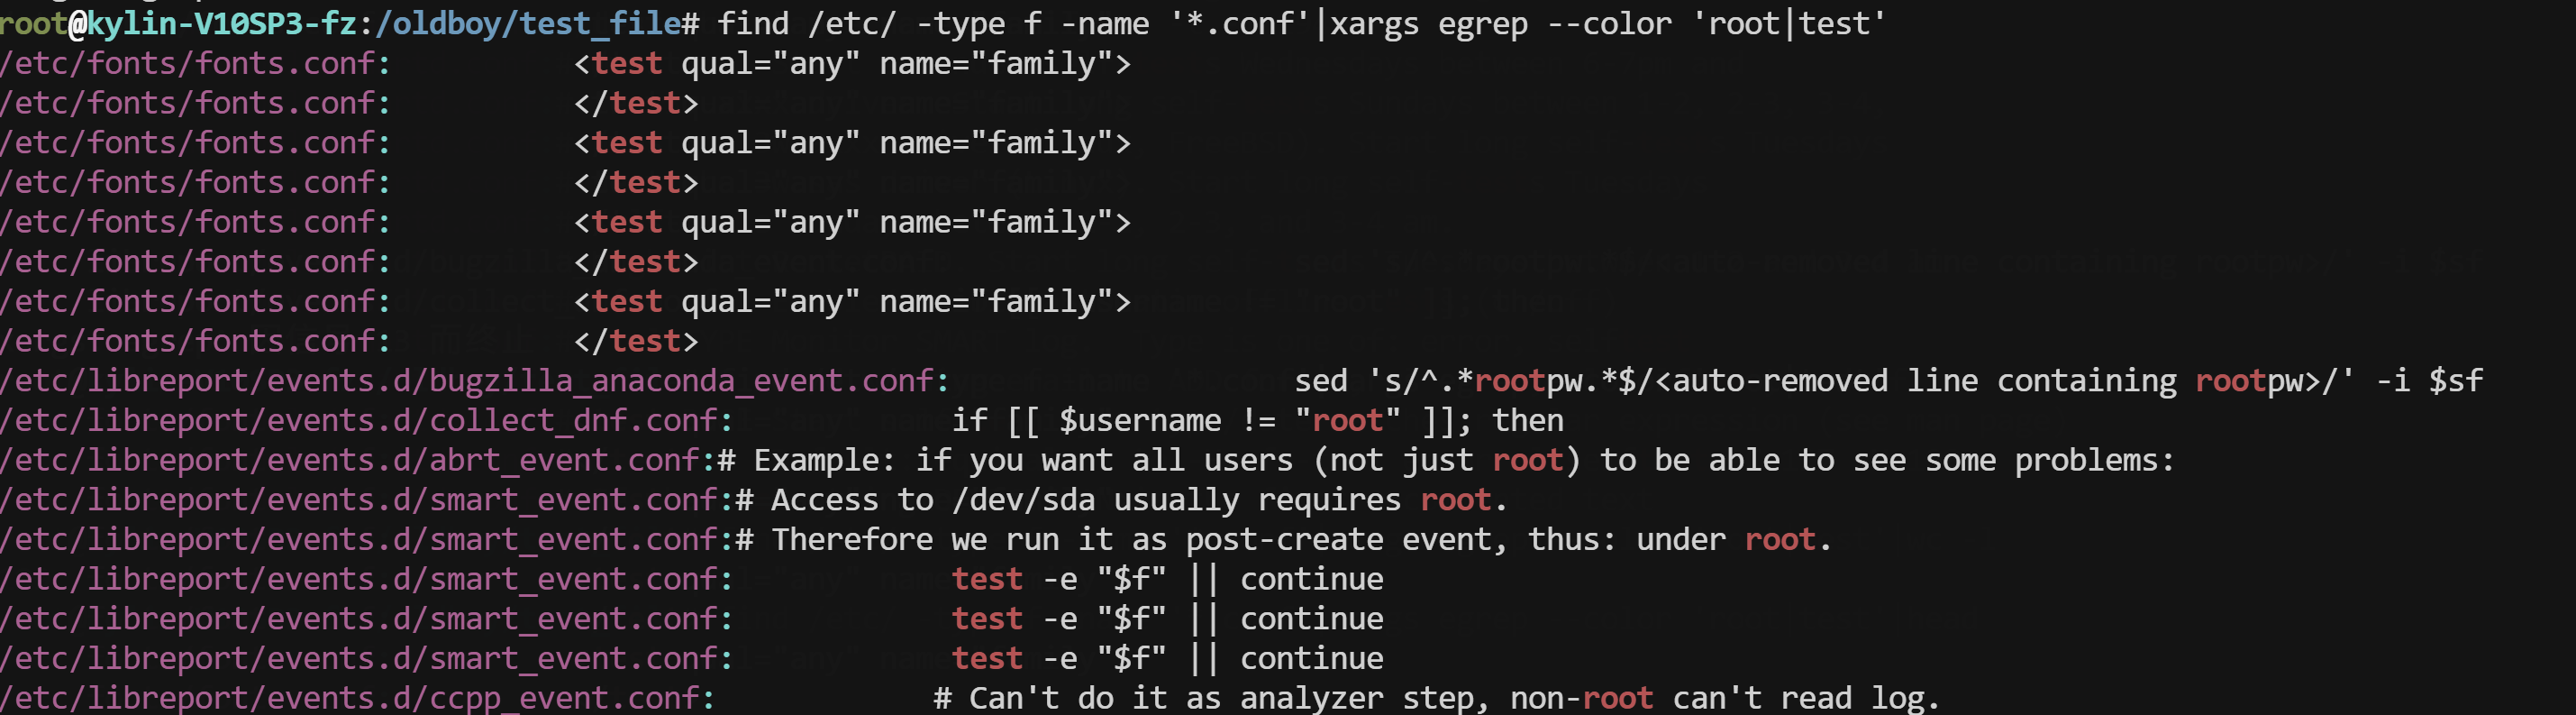 root@kylin-V10SP3-fz:/oldboy/test_file# find /etc/ -type f -name '*.conf'|xargs egrep --color 'root|test'
/etc/fonts/fonts.conf:          <test qual="any" name="family">
/etc/fonts/fonts.conf:          </test>
/etc/fonts/fonts.conf:          <test qual="any" name="family">
/etc/fonts/fonts.conf:          </test>
/etc/fonts/fonts.conf:          <test qual="any" name="family">
/etc/fonts/fonts.conf:          </test>
/etc/fonts/fonts.conf:          <test qual="any" name="family">
/etc/fonts/fonts.conf:          </test>
/etc/libreport/events.d/bugzilla_anaconda_event.conf:                   sed 's/^.*rootpw.*$/<auto-removed line containing rootpw>/' -i $sf
/etc/libreport/events.d/collect_dnf.conf:            if [[ $username != "root" ]]; then
/etc/libreport/events.d/abrt_event.conf:# Example: if you want all users (not just root) to be able to see some problems:
/etc/libreport/events.d/smart_event.conf:# Access to /dev/sda usually requires root.
/etc/libreport/events.d/smart_event.conf:# Therefore we run it as post-create event, thus: under root.
/etc/libreport/events.d/smart_event.conf:            test -e "$f" || continue
/etc/libreport/events.d/smart_event.conf:            test -e "$f" || continue
/etc/libreport/events.d/smart_event.conf:            test -e "$f" || continue
/etc/libreport/events.d/ccpp_event.conf:            # Can't do it as analyzer step, non-root can't read log.